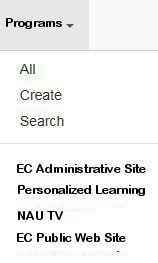 Programs
All
Create
Search
EC Administrative Site
Personalized Learning
NAU TV
EC Public Web Site